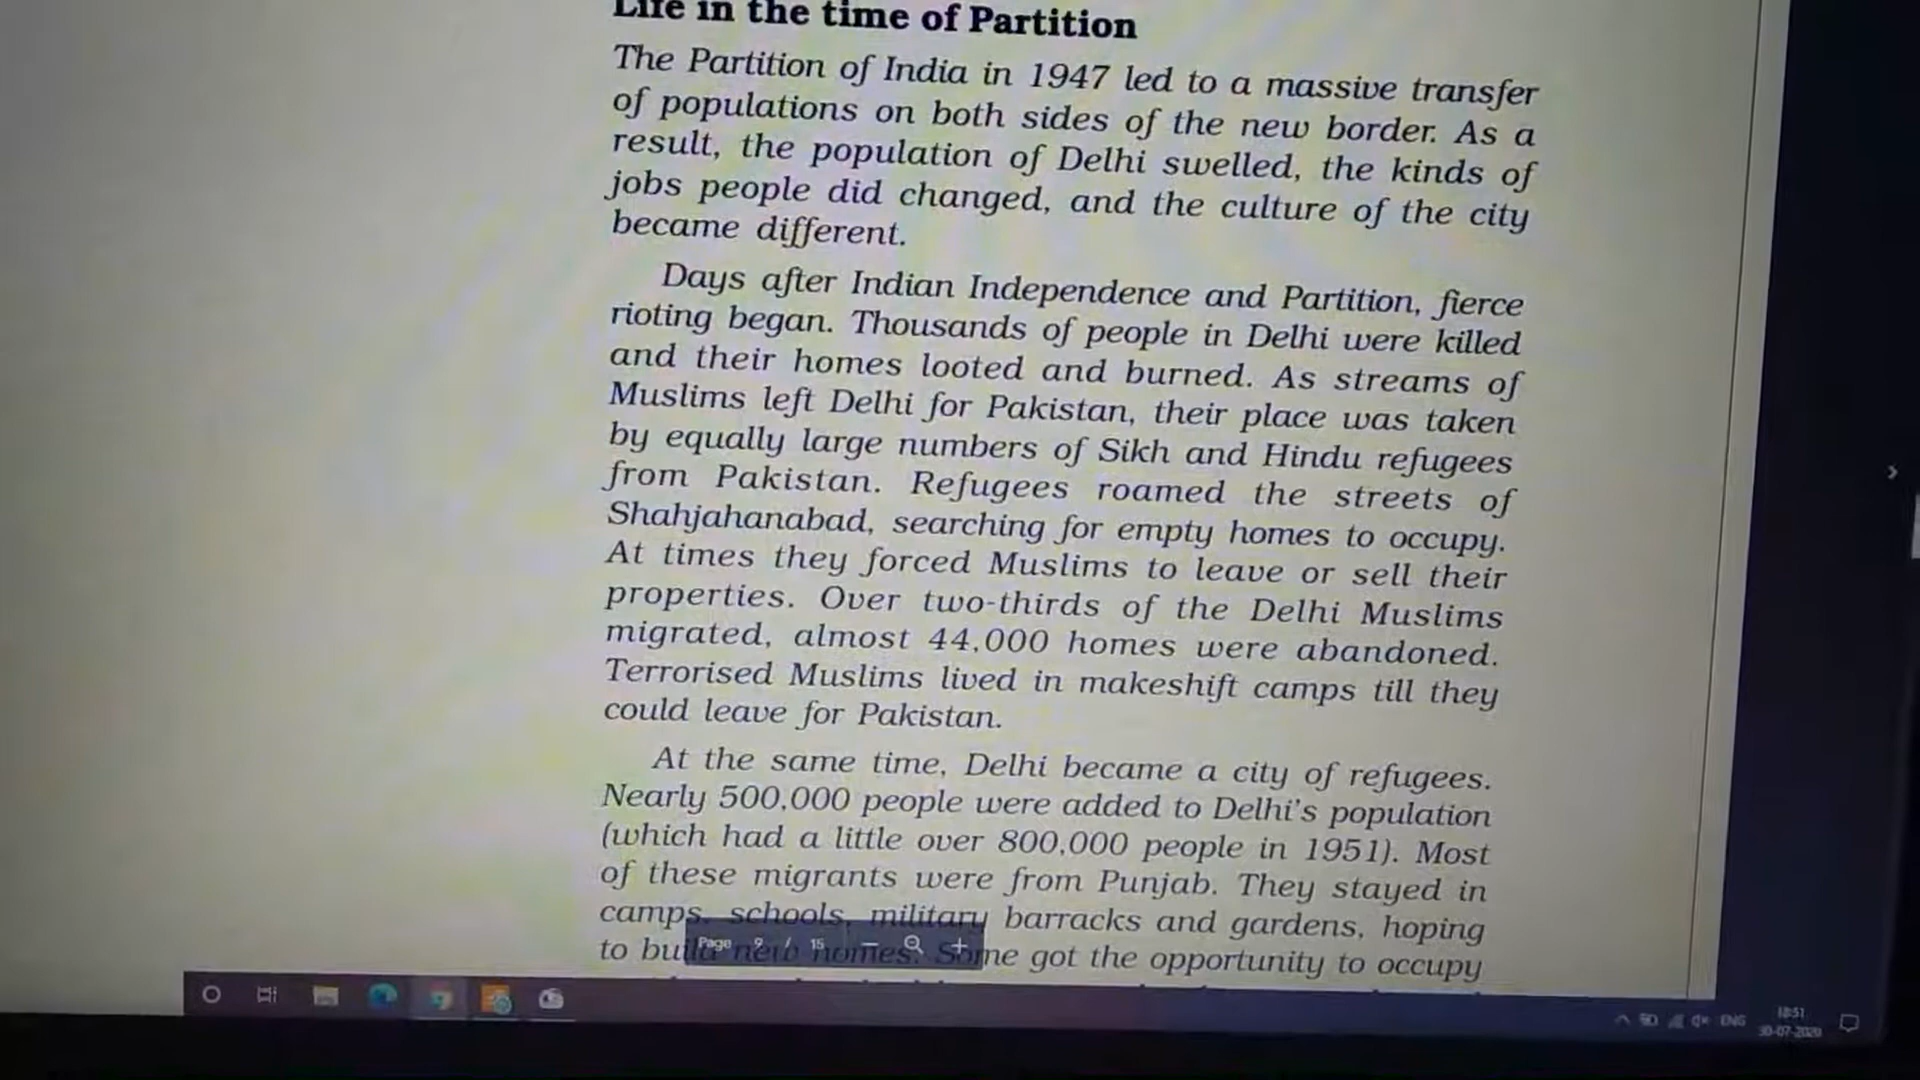 Life in the time of Partition
The Partition of India in 1947 led to a massive transfer
of populations on both sides of the new border. As a
result, the population of Delhi swelled, the kinds of
jobs people did changed, and the culture of the city
became different.
Days after Indian Independence and Partition, fierce
rioting began. Thousands of people in Delhi were killed
and their homes looted and burned. As streams of
Muslims left Delhi for Pakistan, their place was taken
by equally large numbers of Sikh and Hindu refugees
from Pakistan. Refugees roamed the streets of
Shahjahanabad, searching for empty homes to occupy.
At times they forced Muslims to leave or sell their
properties. Over two-thirds of the Delhi Muslims
migrated, almost 44,000 homes were abandoned.
Terrorised Muslims lived in makeshift camps till they
could leave for Pakistan.
At the same time, Delhi became a city of refugees.
Nearly 500,000 people were added to Delhi's population
(which had a little over 800,000 people in 1951). Most
of these migrants were from Punjab. They stayed in
camps, schools, military barracks and gardens, hoping
to build new homes. Some got the opportunity to occupy
Page 9 / 15
ENG
18:51
30-07-2020